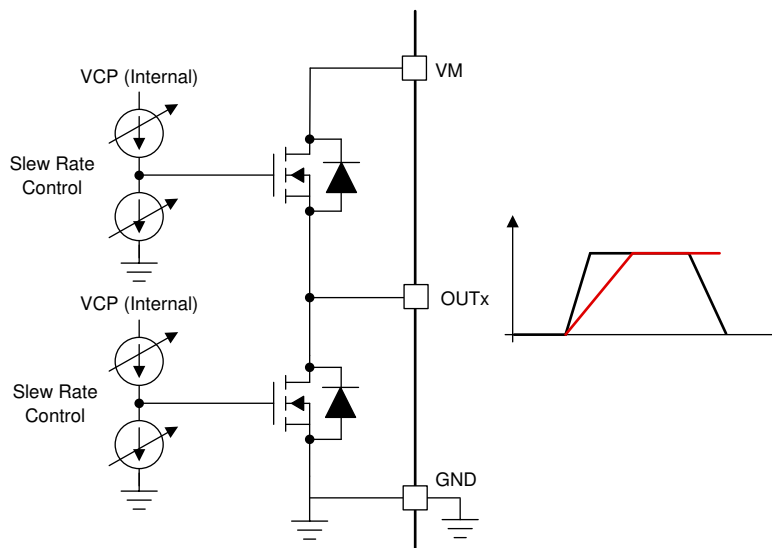 VM
VCP (Internal)
Slew Rate
Control
OUTx
VCP (Internal)
Slew Rate
Control
GND